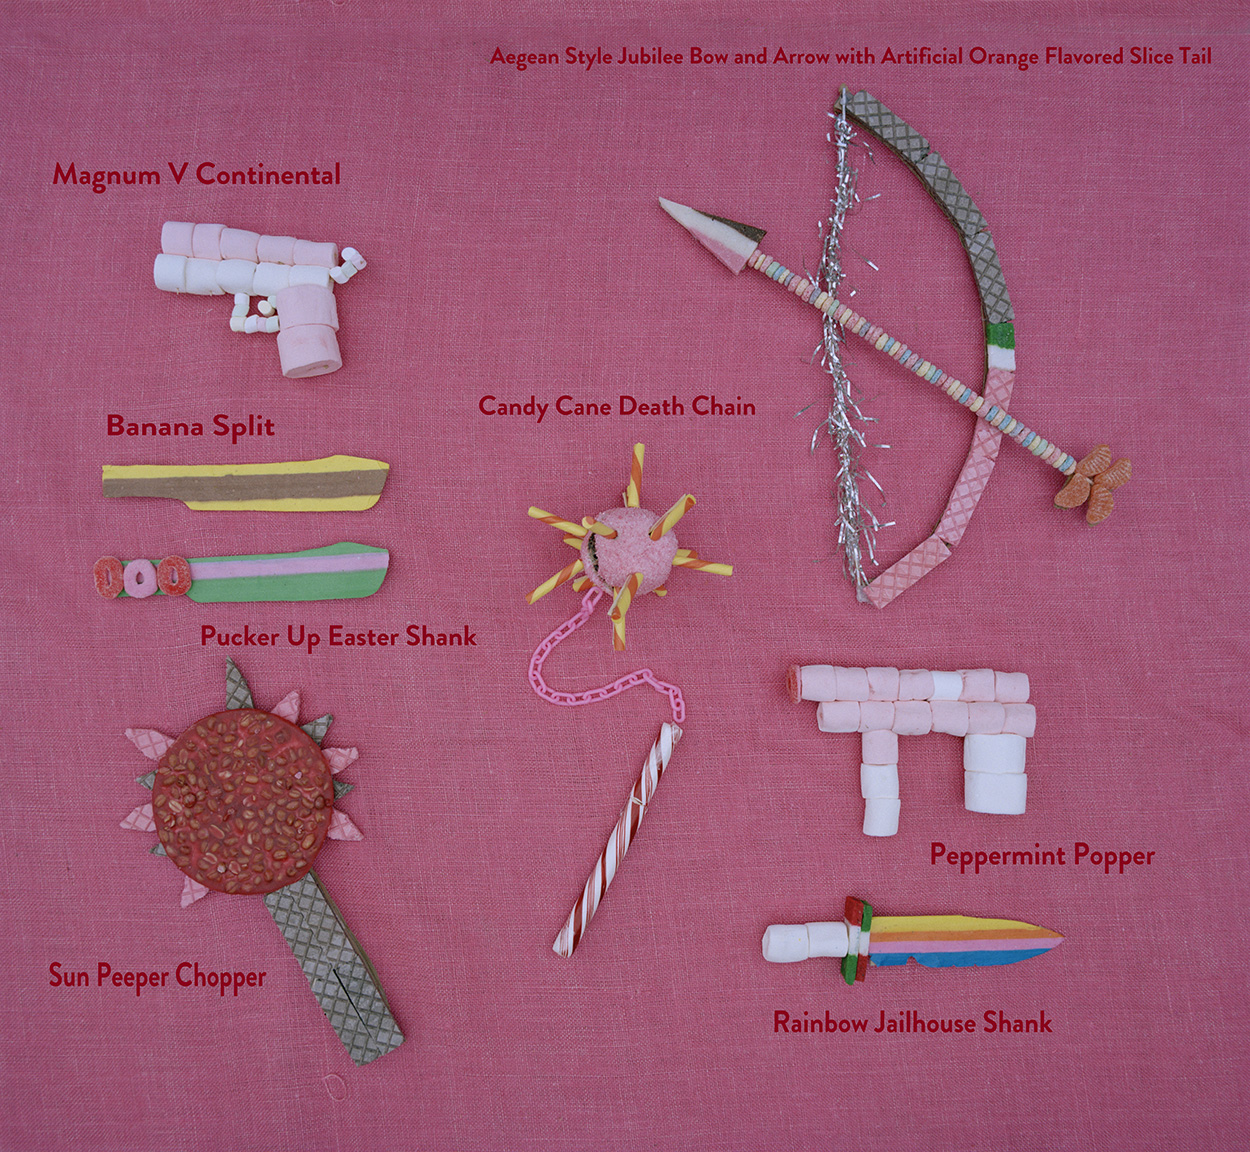 Aegean Style Jubilee Bow and Arrow with Artificial Orange Flavored Slice Tail
Magnum V Continental
Candy Cane Death Chain
Banana Split
Pucker Up Easter Shank
Peppermint Popper
Sun Peeper Chopper
Rainbow Jailhouse Shank